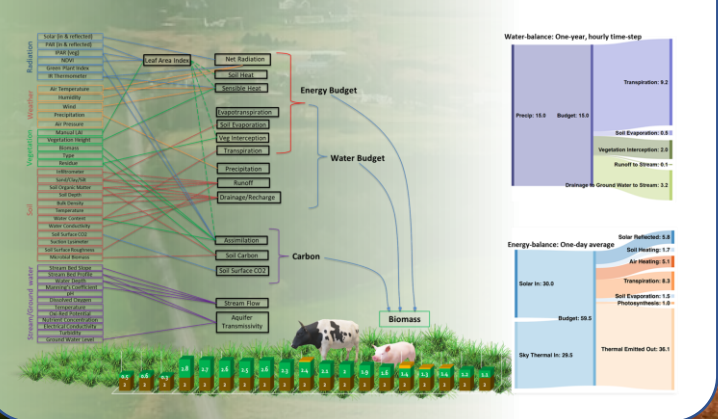 Radiation
Solar (in & reflected)
PAR (in & reflected)
IPAR (veg)
NDVI
Green Plant Index
IR Thermometer
Weather
Air Temperature
Humidity
Wind
Precipitation
Air Pressure
Vegetation
Manual LAI
Vegetation Height
Biomass
Type
Residue
Soil
Infiltrometer
Sand/Clay/Silt
Soil Organic Matter
Soil Depth
Bulk Density
Temperature
Water Content
Water Conductivity
Soil Surface CO2
Suction Lysimeter
Soil Surface Roughness
Microbial Biomass
Stream/Ground water
Stream Bed Slope
Stream Bed Profile
Water Depth
Manning's Coefficient
pH
Dissolved Oxygen
Temperature
Ox-Red Potential
Nutrient Concentration
Electrical Conductivity
Turbidity
Ground Water Level
Leaf Area Index
Net Radiation
Soil Heat
Sensible Heat
Evapotranspiration
Soil Evaporation
Veg Interception
Transpiration
Precipitation
Runoff
Drainage/Recharge
Assimilation
Soil Carbon
Soil Surface CO2
Stream Flow
Aquifer
Transmissivity
Energy Budget
Water Budget
Carbon
Biomass
Water-balance: One-year, hourly time-step
Precip: 15.0
Budget: 15.0
Transpiration: 9.2
Soil Evaporation: 0.5
Vegetation Interception: 2.0
Runoff to Stream: 0.1
Drainage to Ground Water to Stream: 3.2
Energy-balance: One-day average
Solar In: 30.0
Sky Thermal In: 29.5
Budget: 59.5
Solar Reflected: 5.8
Soil Heating: 1.7
Air Heating: 5.1
Transpiration: 8.3
Soil Evaporation: 1.5
Photosynthesis: 1.0
Thermal Emitted Out: 36.1